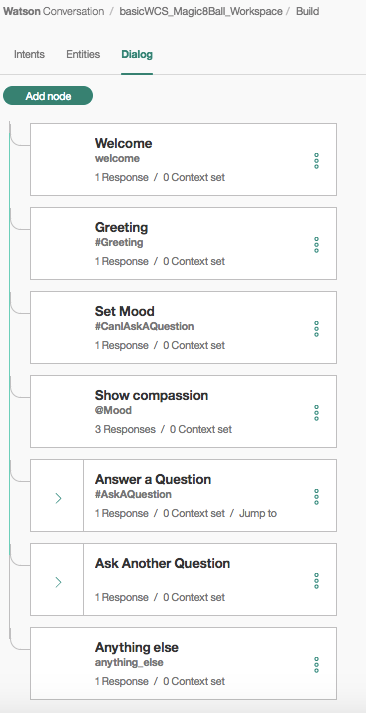 Watson Conversation / basicWCS_Magic8Ball_Workspace / Build
Intents Entities Dialog
Add node
Welcome
welcome
1 Response / 0 Context set
Greeting
#Greeting
1 Response / 0 Context set
Set Mood
#CanIAskAQuestion
1 Response / 0 Context set
Show compassion
@Mood
3 Responses / 0 Context set
Answer a Question
#AskAQuestion
1 Response / 0 Context set / Jump to
Ask Another Question
1 Response / 0 Context set
Anything else
anything_else
1 Response / 0 Context set